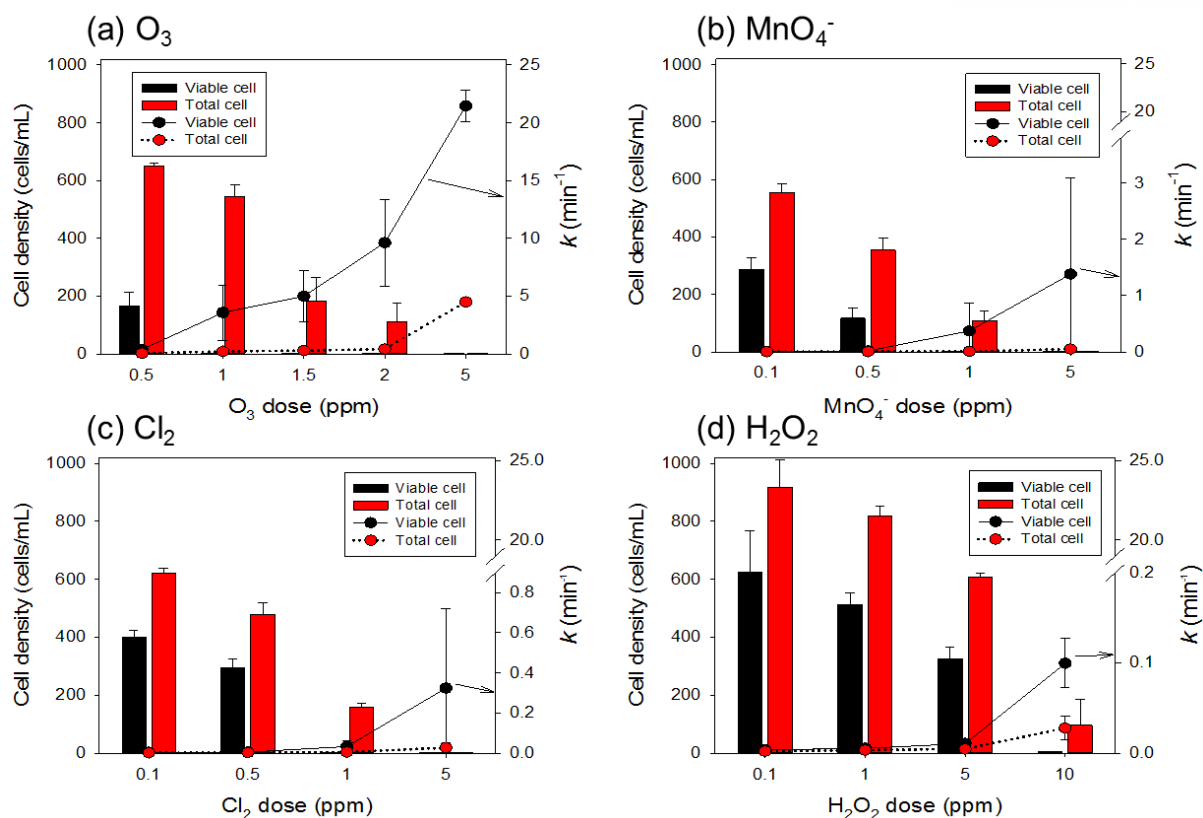 (a) O₃
1000
800
600
400
200
0
Cell density (cells/mL)
Viable cell
Total cell
Viable cell
Total cell
25
20
15
10
5
0
k (min⁻¹)
0.5 1 1.5 2 5
O₃ dose (ppm)
(b) MnO₄⁻
1000
800
600
400
200
0
Cell density (cells/mL)
Viable cell
Total cell
Viable cell
Total cell
25
20
3
2
1
0
k (min⁻¹)
0.1 0.5 1 5
MnO₄⁻ dose (ppm)
(c) Cl₂
1000
800
600
400
200
0
Cell density (cells/mL)
Viable cell
Total cell
Viable cell
Total cell
25.0
20.0
0.8
0.6
0.4
0.2
0.0
k (min⁻¹)
0.1 0.5 1 5
Cl₂ dose (ppm)
(d) H₂O₂
1000
800
600
400
200
0
Cell density (cells/mL)
Viable cell
Total cell
Viable cell
Total cell
25.0
20.0
0.2
0.1
0.0
k (min⁻¹)
0.1 1 5 10
H₂O₂ dose (ppm)